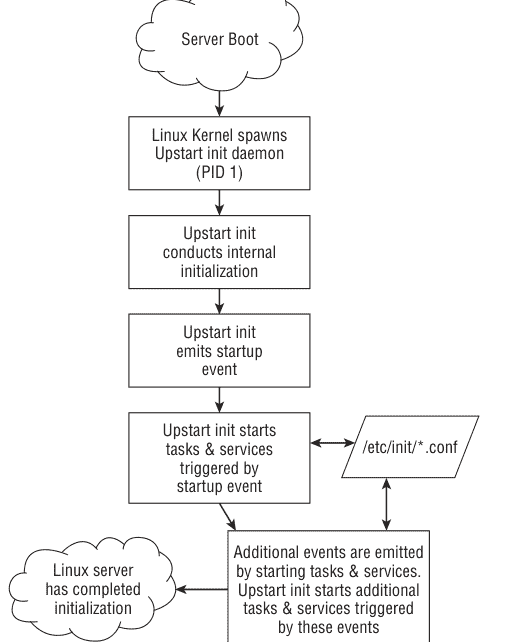 Server Boot
Linux Kernel spawns
Upstart init daemon
(PID 1)
Upstart init
conducts internal
initialization
Upstart init
emits startup
event
Upstart init starts
tasks & services
triggered by
startup event
/etc/init/*.conf
Additional events are emitted
by starting tasks & services.
Upstart init starts additional
tasks & services triggered
by these events
Linux server
has completed
initialization